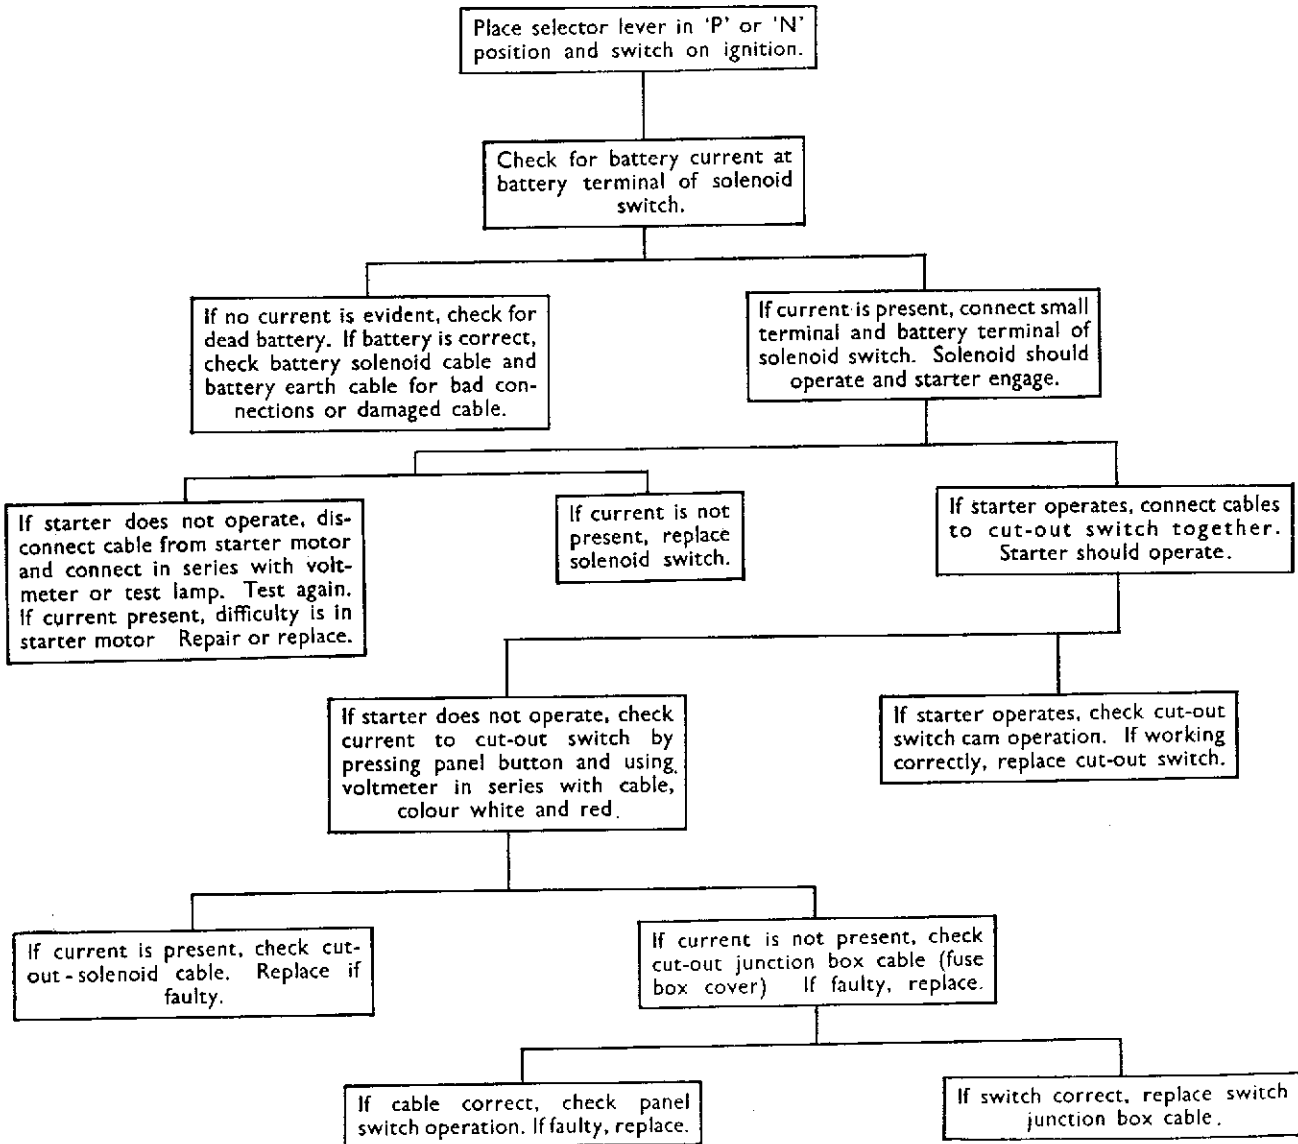 Place selector lever in 'P' or 'N'
position and switch on ignition.
Check for battery current at
battery terminal of solenoid
switch.
If no current is evident, check for
dead battery. If battery is correct,
check battery solenoid cable and
battery earth cable for bad con-
nections or damaged cable.
If current is present, connect small
terminal and battery terminal of
solenoid switch. Solenoid should
operate and starter engage.
If starter does not operate, dis-
connect cable from starter motor
and connect in series with volt-
meter or test lamp. Test again.
If current present, difficulty is in
starter motor Repair or replace.
If current is not
present, replace
solenoid switch.
If starter operates, connect cables
to cut-out switch together.
Starter should operate.
If starter does not operate, check
current to cut-out switch by
pressing panel button and using
voltmeter in series with cable,
colour white and red.
If starter operates, check cut-out
switch cam operation. If working
correctly, replace cut-out switch.
If current is present, check cut-
out-solenoid cable. Replace if
faulty.
If current is not present, check
cut-out junction box cable (fuse
box cover) If faulty, replace.
If cable correct, check panel
switch operation. If faulty, replace.
If switch correct, replace switch
junction box cable.